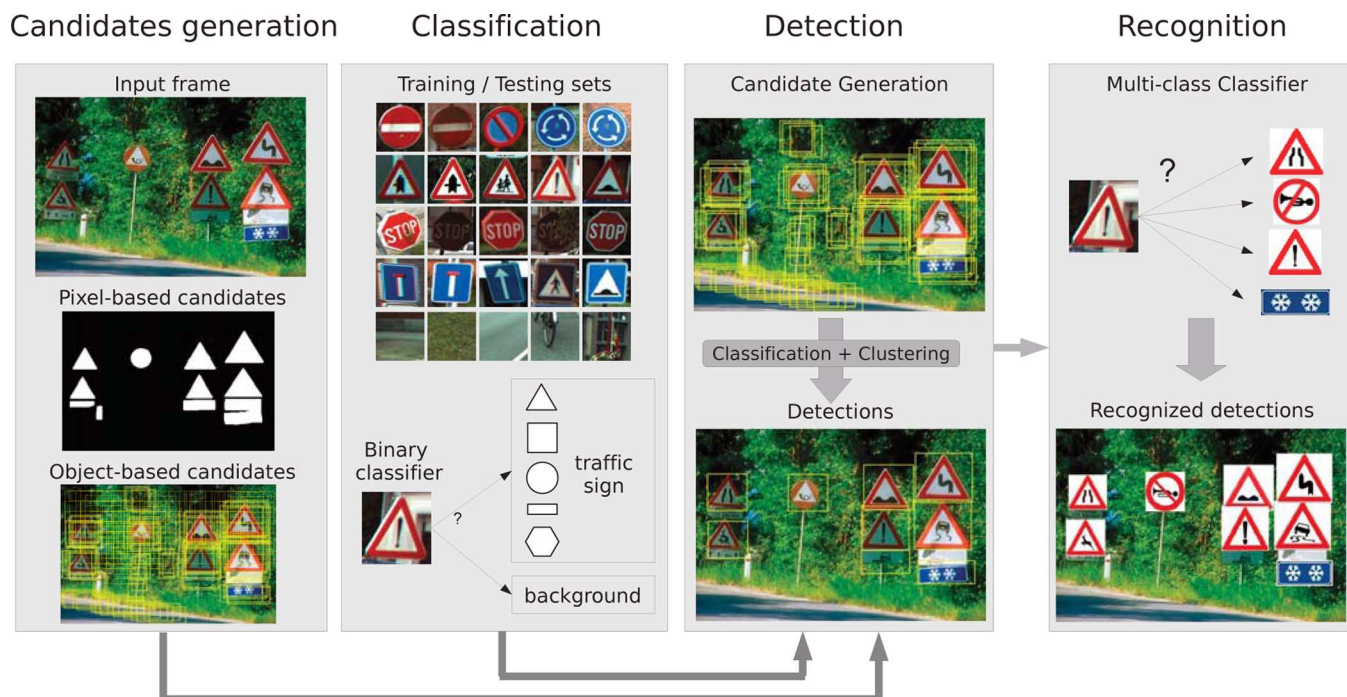 Candidates generation
Classification
Detection
Recognition
Input frame
Pixel-based candidates
Object-based candidates
Training / Testing sets
STOP
STOP
STOP
STOP
STOP
Binary
classifier
?
traffic
sign
background
Candidate Generation
Classification + Clustering
Detections
Multi-class Classifier
?
Recognized detections